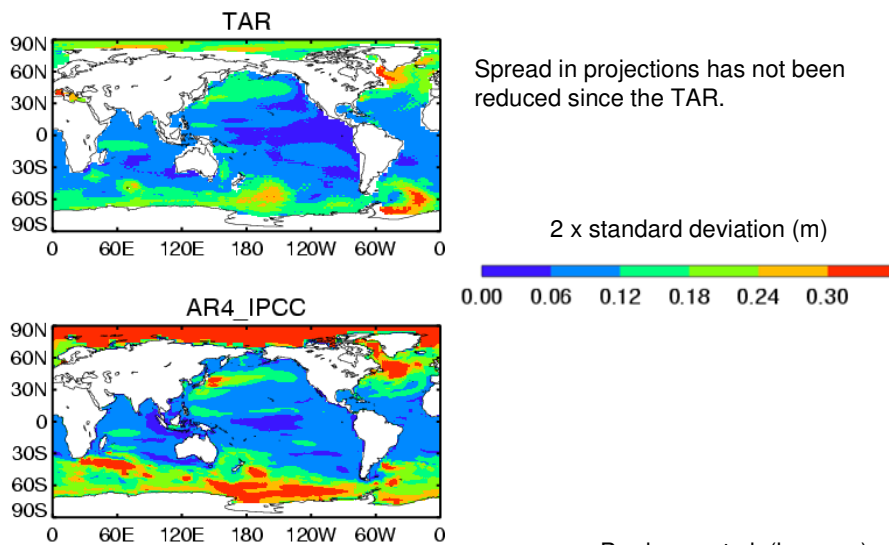 TAR
90N
60N
30N
0
30S
60S
90S
0 60E 120E 180 120W 60W 0
Spread in projections has not been
reduced since the TAR.
2 x standard deviation (m)
0.00 0.06 0.12 0.18 0.24 0.30
AR4_IPCC
90N
60N
30N
0
30S
60S
90S
0 60E 120E 180 120W 60W 0